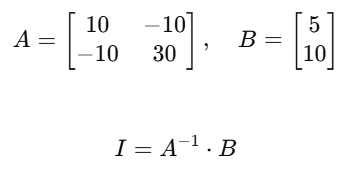 A = [10 −10; −10 30], B = [5; 10]
I = A⁻¹ · B